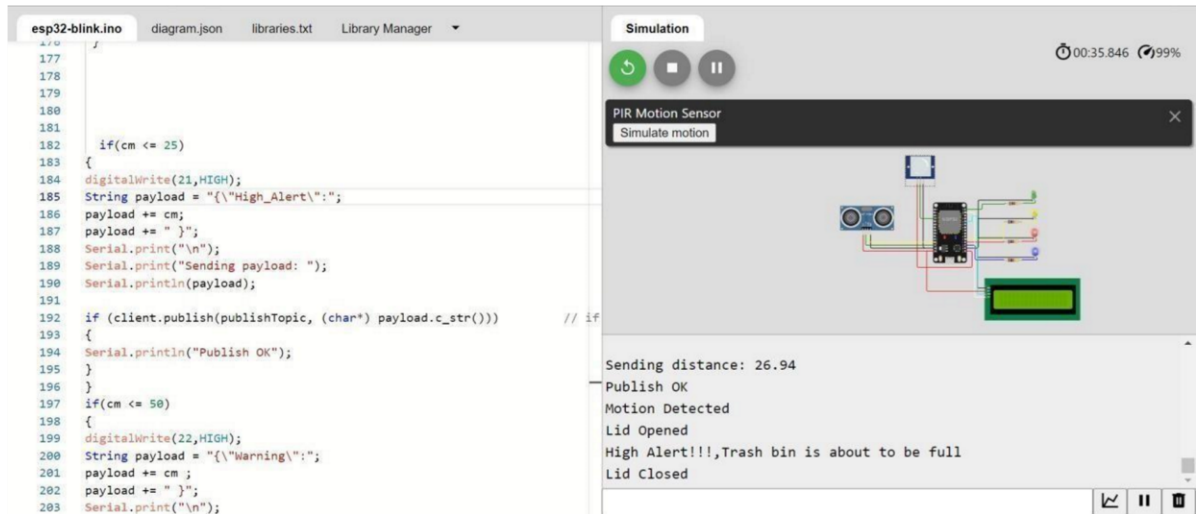 esp32-blink.ino diagram.json libraries.txt Library Manager
176 }
177
178
179
180
181
182 if(cm <= 25)
183 {
184 digitalWrite(21,HIGH);
185 String payload = "{\"High_Alert\":";
186 payload += cm;
187 payload += " }";
188 Serial.print("\n");
189 Serial.print("Sending payload: ");
190 Serial.println(payload);
191
192 if (client.publish(publishTopic, (char*) payload.c_str())) // if
193 {
194 Serial.println("Publish OK");
195 }
196 }
197 if(cm <= 50)
198 {
199 digitalWrite(22,HIGH);
200 String payload = "{\"Warning\":";
201 payload += cm ;
202 payload += " }";
203 Serial.print("\n");
Simulation
00:35.846 99%
PIR Motion Sensor
Simulate motion
Sending distance: 26.94
Publish OK
Motion Detected
Lid Opened
High Alert!!!,Trash bin is about to be full
Lid Closed